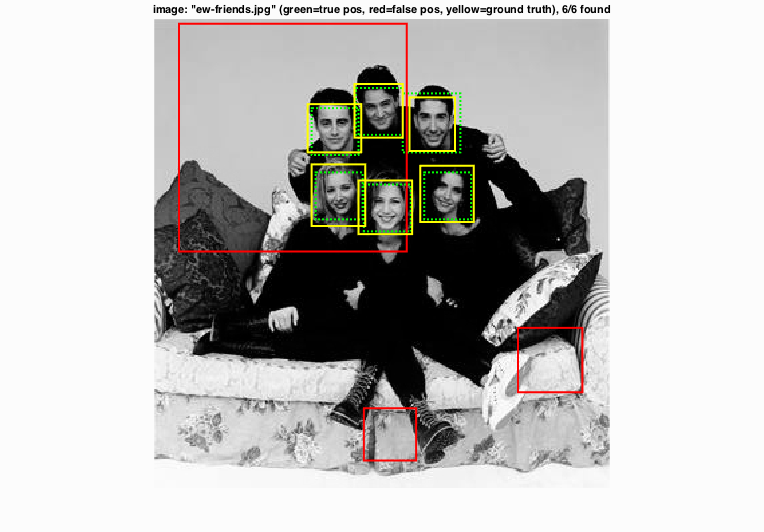 image: "ew-friends.jpg" (green=true pos, red=false pos, yellow=ground truth), 6/6 found